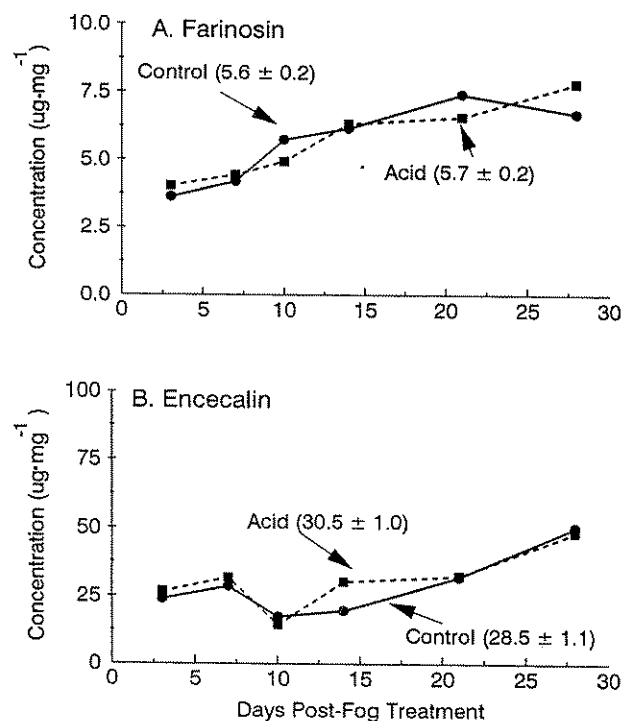 A. Farinosin
Concentration (ug·mg⁻¹)
10.0
7.5
5.0
2.5
0.0
Control (5.6 ± 0.2)
Acid (5.7 ± 0.2)
0 5 10 15 20 25 30
B. Encecalin
Concentration (ug·mg⁻¹)
100
75
50
25
0
Acid (30.5 ± 1.0)
Control (28.5 ± 1.1)
0 5 10 15 20 25 30
Days Post-Fog Treatment